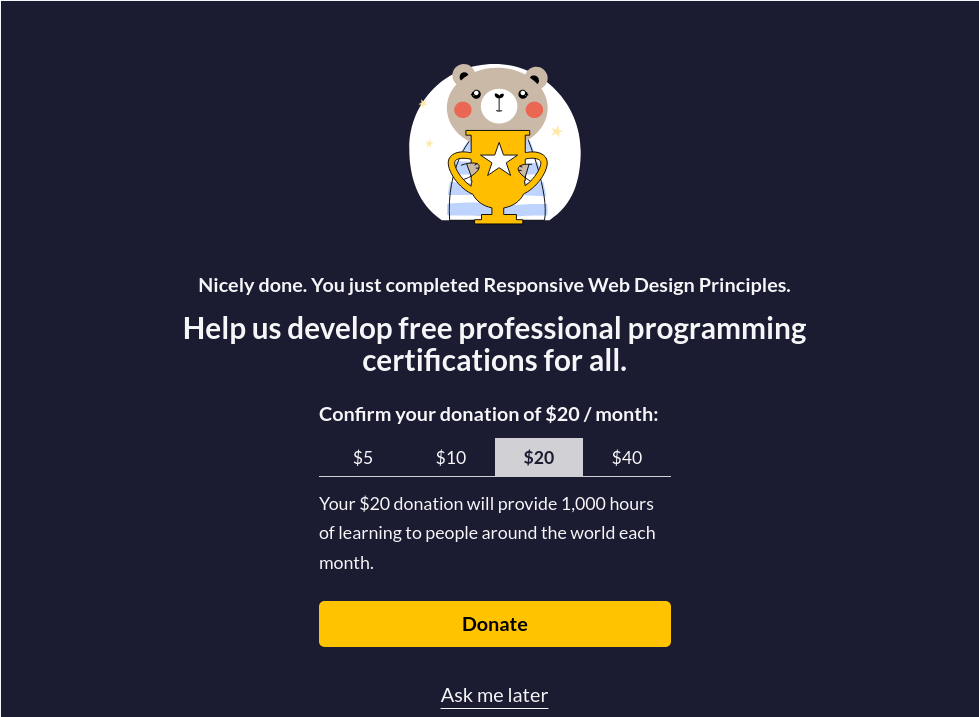 Nicely done. You just completed Responsive Web Design Principles.
Help us develop free professional programming
certifications for all.
Confirm your donation of $20 / month:
$5 $10 $20 $40
Your $20 donation will provide 1,000 hours
of learning to people around the world each
month.
Donate
Ask me later